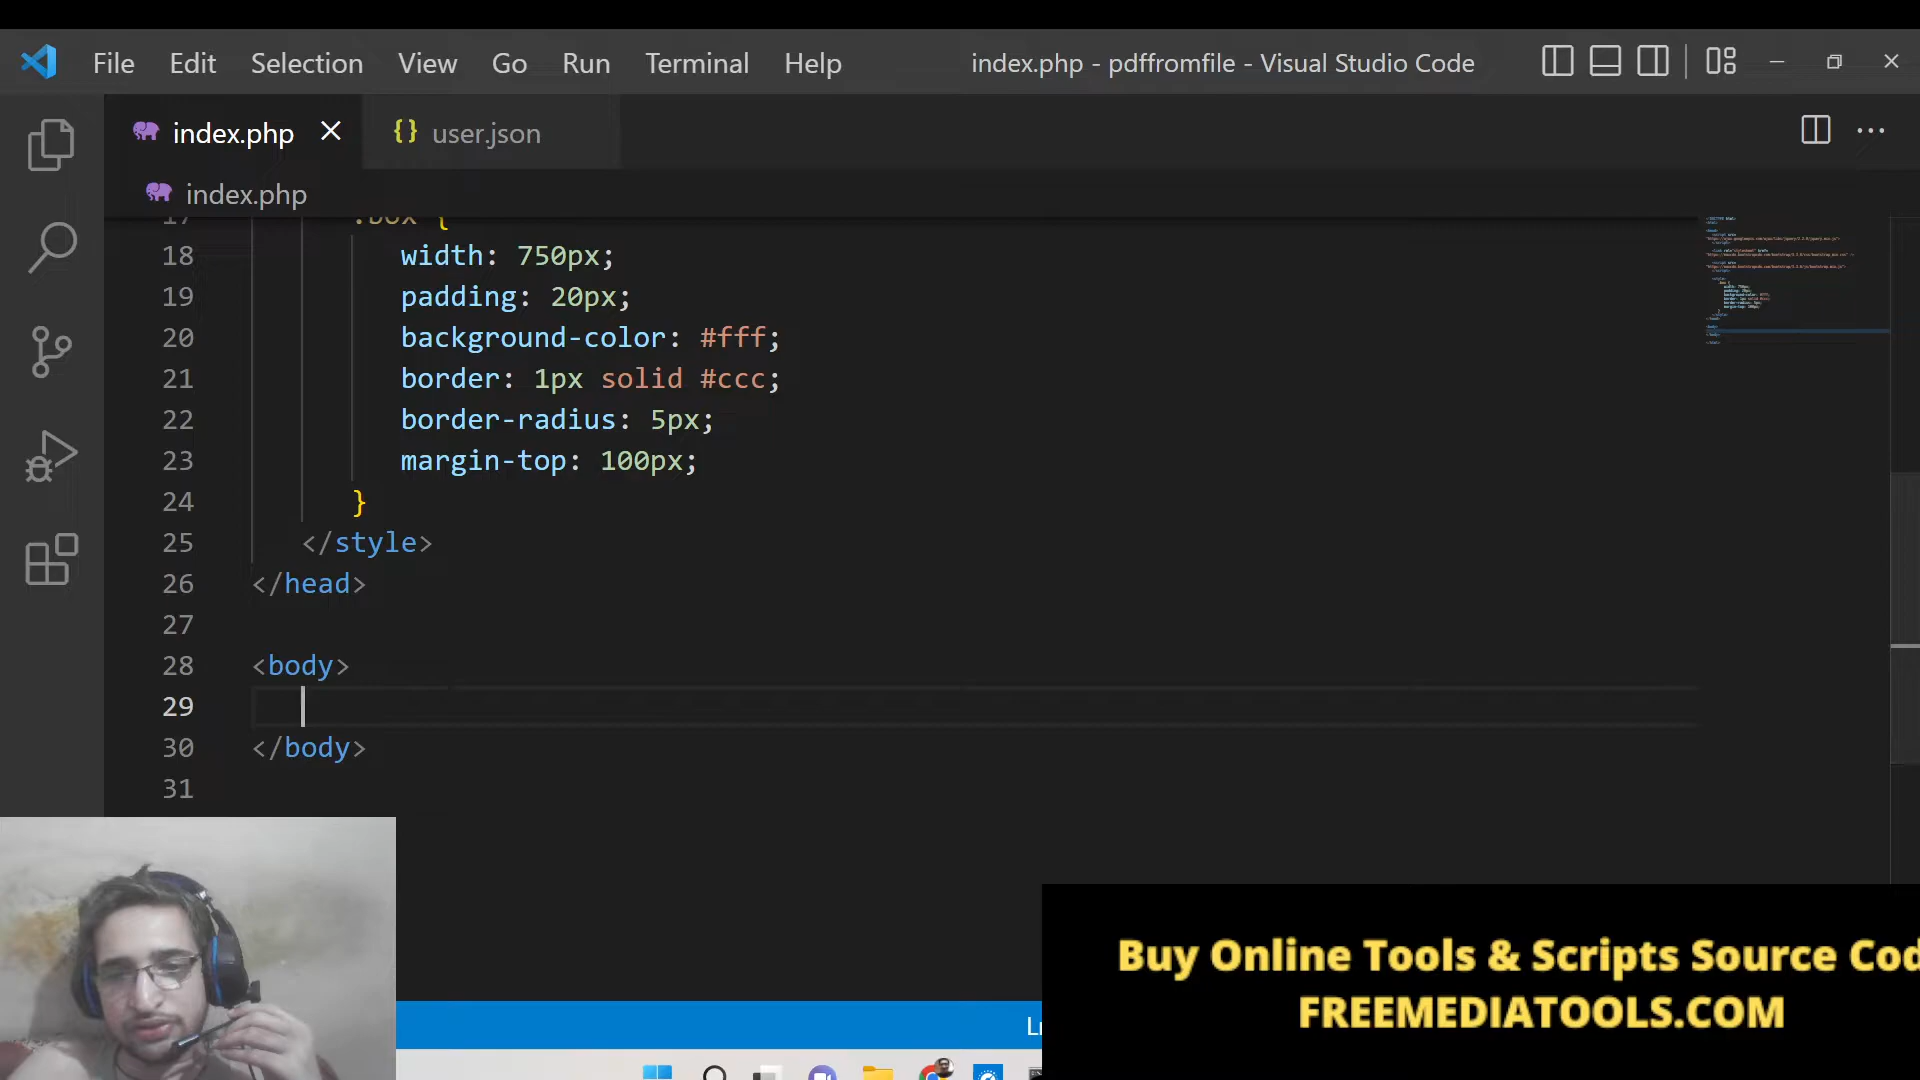 File Edit Selection View Go Run Terminal Help index.php - pdffromfile - Visual Studio Code
index.php user.json
index.php
17 .box {
18 width: 750px;
19 padding: 20px;
20 background-color: #fff;
21 border: 1px solid #ccc;
22 border-radius: 5px;
23 margin-top: 100px;
24 }
25 </style>
26 </head>
27
28 <body>
29
30 </body>
31
Buy Online Tools & Scripts Source Cod
FREEMEDIATOOLS.COM